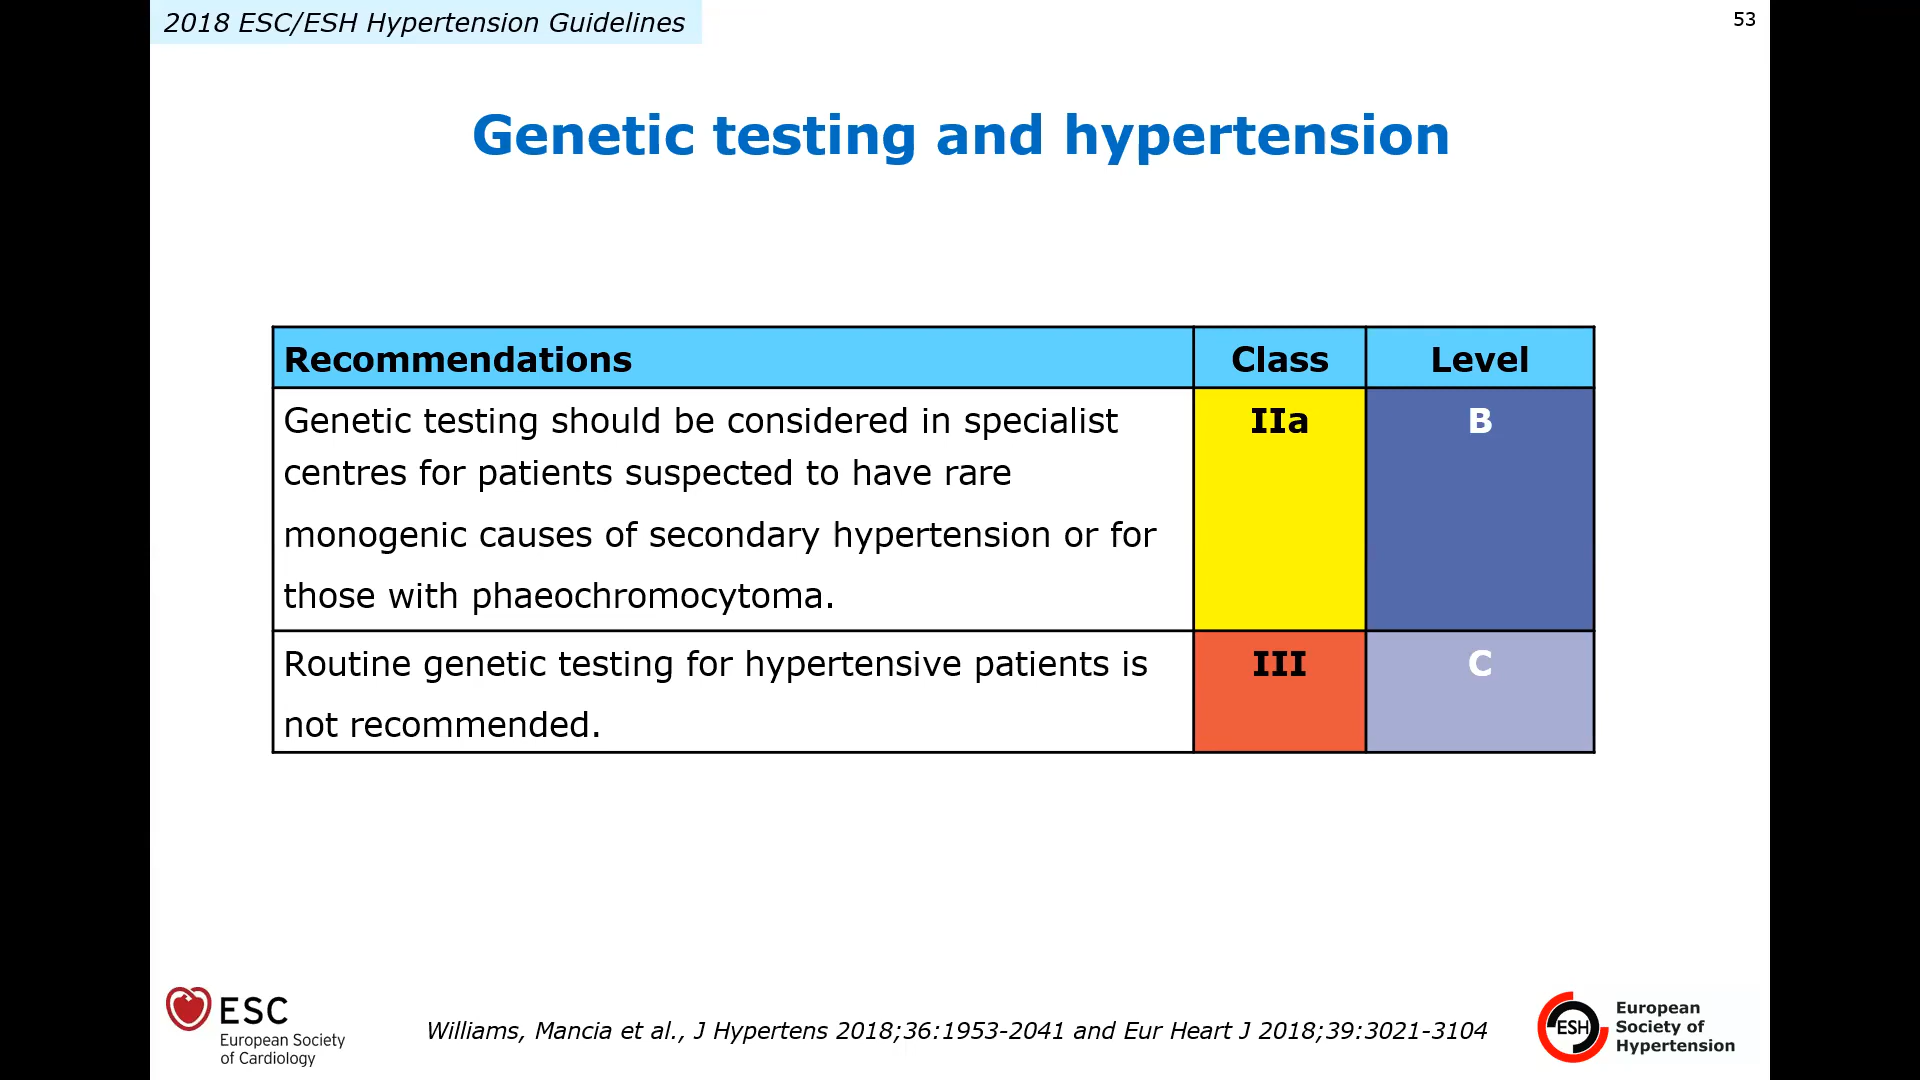 2018 ESC/ESH Hypertension Guidelines
53
Genetic testing and hypertension
Recommendations Class Level
Genetic testing should be considered in specialist IIa B
centres for patients suspected to have rare
monogenic causes of secondary hypertension or for
those with phaeochromocytoma.
Routine genetic testing for hypertensive patients is III C
not recommended.
ESC
European Society
of Cardiology
Williams, Mancia et al., J Hypertens 2018;36:1953-2041 and Eur Heart J 2018;39:3021-3104
ESH
European
Society of
Hypertension